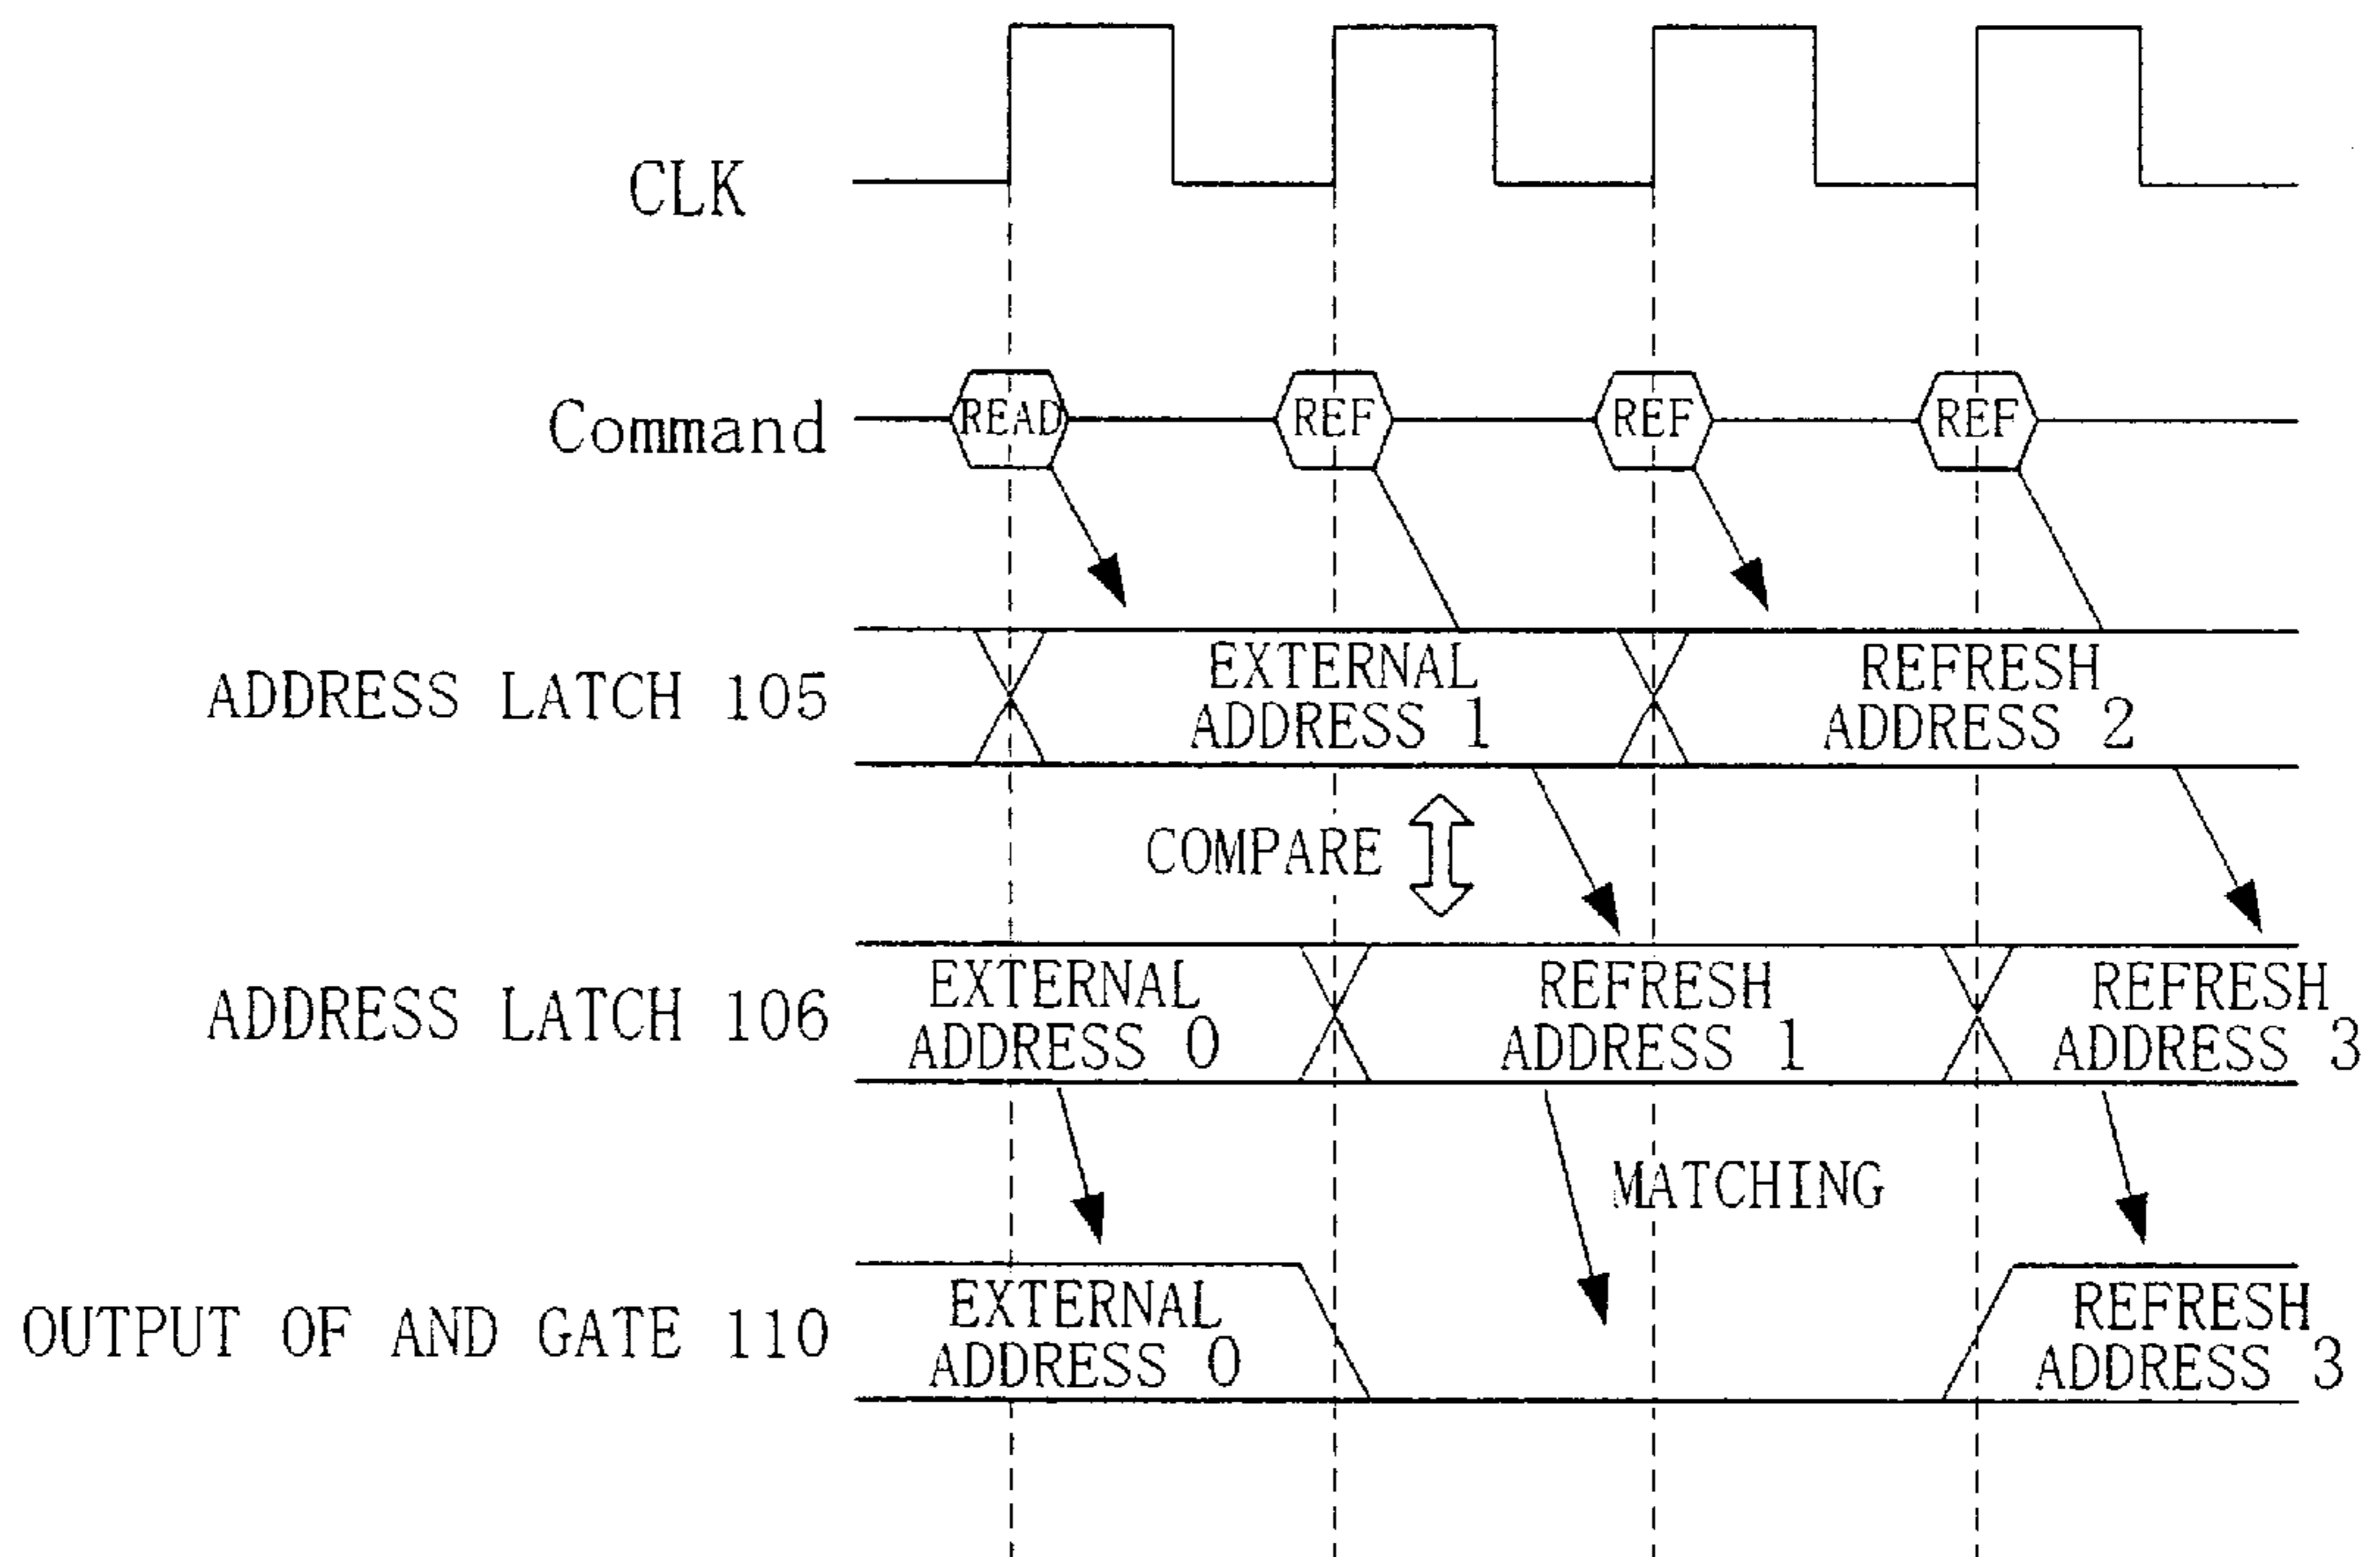 CLK
Command
READ
REF
REF
REF
ADDRESS LATCH 105
EXTERNAL
ADDRESS 1
REFRESH
ADDRESS 2
COMPARE
ADDRESS LATCH 106
EXTERNAL
ADDRESS 0
REFRESH
ADDRESS 1
REFRESH
ADDRESS 3
MATCHING
OUTPUT OF AND GATE 110
EXTERNAL
ADDRESS 0
REFRESH
ADDRESS 3